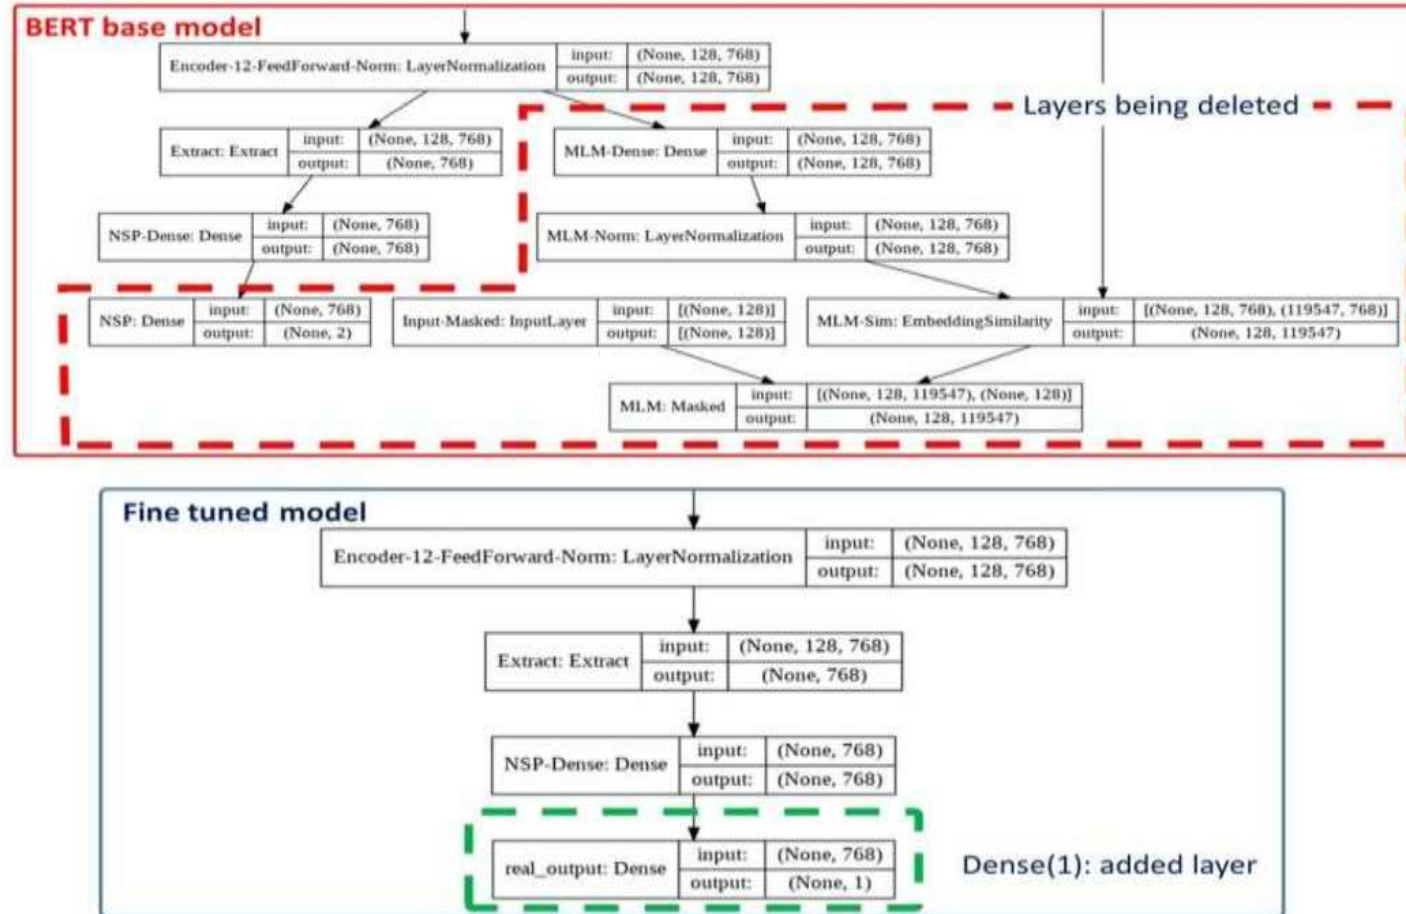 BERT base model
Encoder-12-FeedForward-Norm: LayerNormalization
input: (None, 128, 768)
output: (None, 128, 768)
Layers being deleted
Extract: Extract
input: (None, 128, 768)
output: (None, 768)
MLM-Dense: Dense
input: (None, 128, 768)
output: (None, 128, 768)
NSP-Dense: Dense
input: (None, 768)
output: (None, 768)
MLM-Norm: LayerNormalization
input: (None, 128, 768)
output: (None, 128, 768)
NSP: Dense
input: (None, 768)
output: (None, 2)
Input-Masked: InputLayer
input: [(None, 128)]
output: [(None, 128)]
MLM-Sim: EmbeddingSimilarity
input: [(None, 128, 768), (119547, 768)]
output: (None, 128, 119547)
MLM: Masked
input: [(None, 128, 119547), (None, 128)]
output: (None, 128, 119547)
Fine tuned model
Encoder-12-FeedForward-Norm: LayerNormalization
input: (None, 128, 768)
output: (None, 128, 768)
Extract: Extract
input: (None, 128, 768)
output: (None, 768)
NSP-Dense: Dense
input: (None, 768)
output: (None, 768)
real_output: Dense
input: (None, 768)
output: (None, 1)
Dense(1): added layer